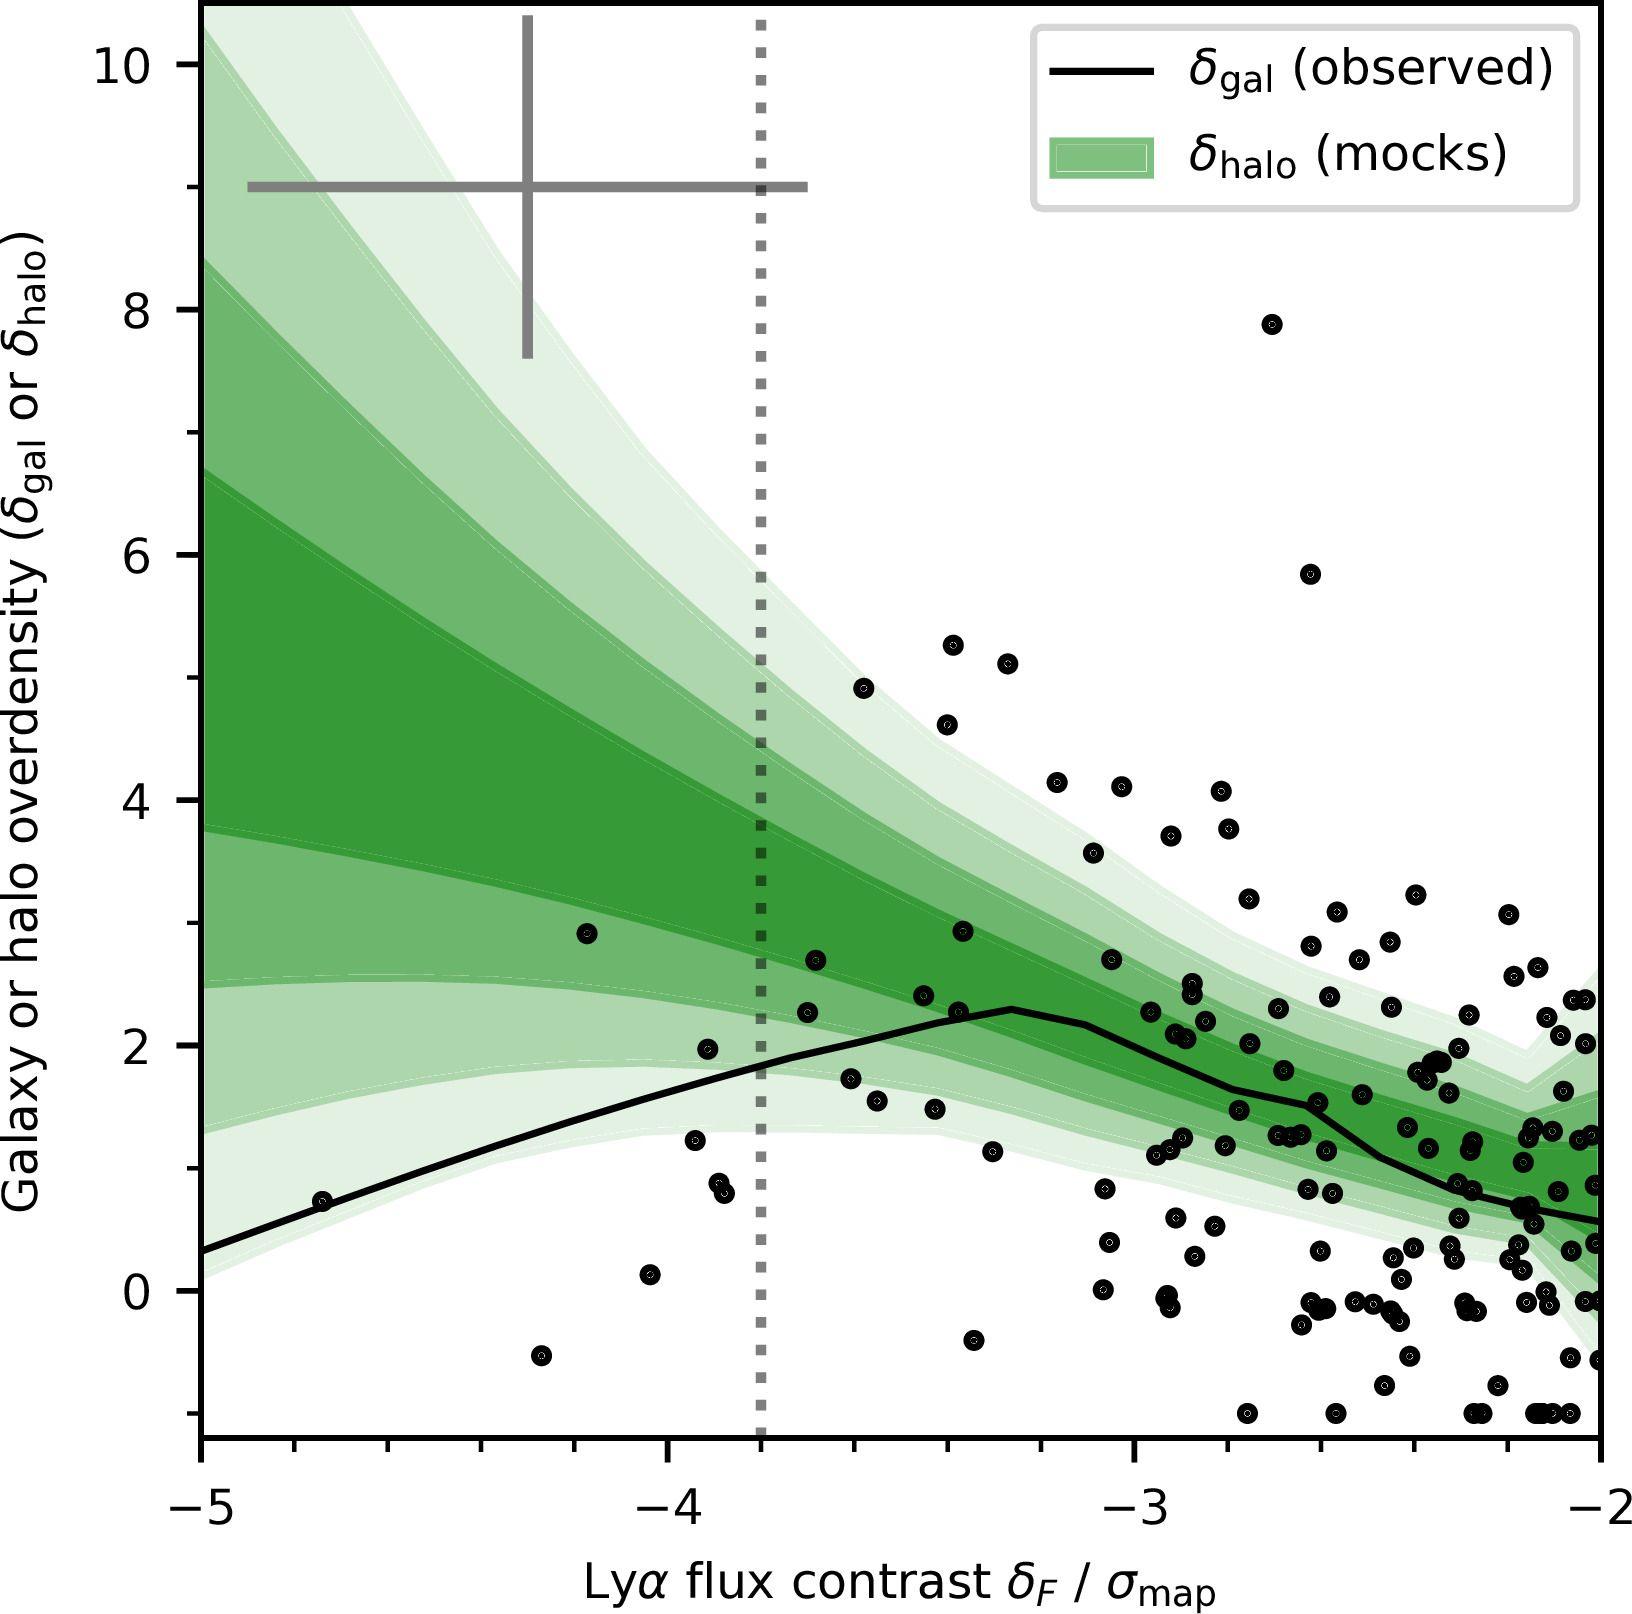 δgal (observed)
δhalo (mocks)
Galaxy or halo overdensity (δgal or δhalo)
10
8
6
4
2
0
−5
−4
−3
−2
Lyα flux contrast δF / σmap